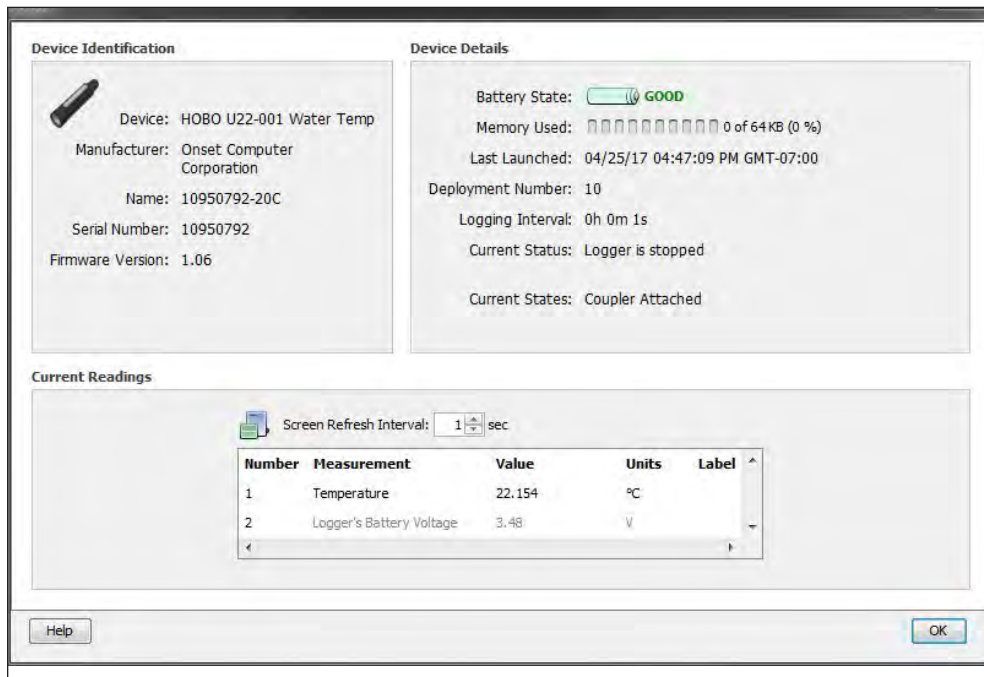 Device Identification
Device: HOBO U22-001 Water Temp
Manufacturer: Onset Computer
Corporation
Name: 10950792-20C
Serial Number: 10950792
Firmware Version: 1.06
Device Details
Battery State: GOOD
Memory Used: 0 of 64 KB (0 %)
Last Launched: 04/25/17 04:47:09 PM GMT-07:00
Deployment Number: 10
Logging Interval: 0h 0m 1s
Current Status: Logger is stopped
Current States: Coupler Attached
Current Readings
Screen Refresh Interval: 1 sec
Number Measurement Value Units Label
1 Temperature 22.154 °C
2 Logger's Battery Voltage 3.48 V
Help OK